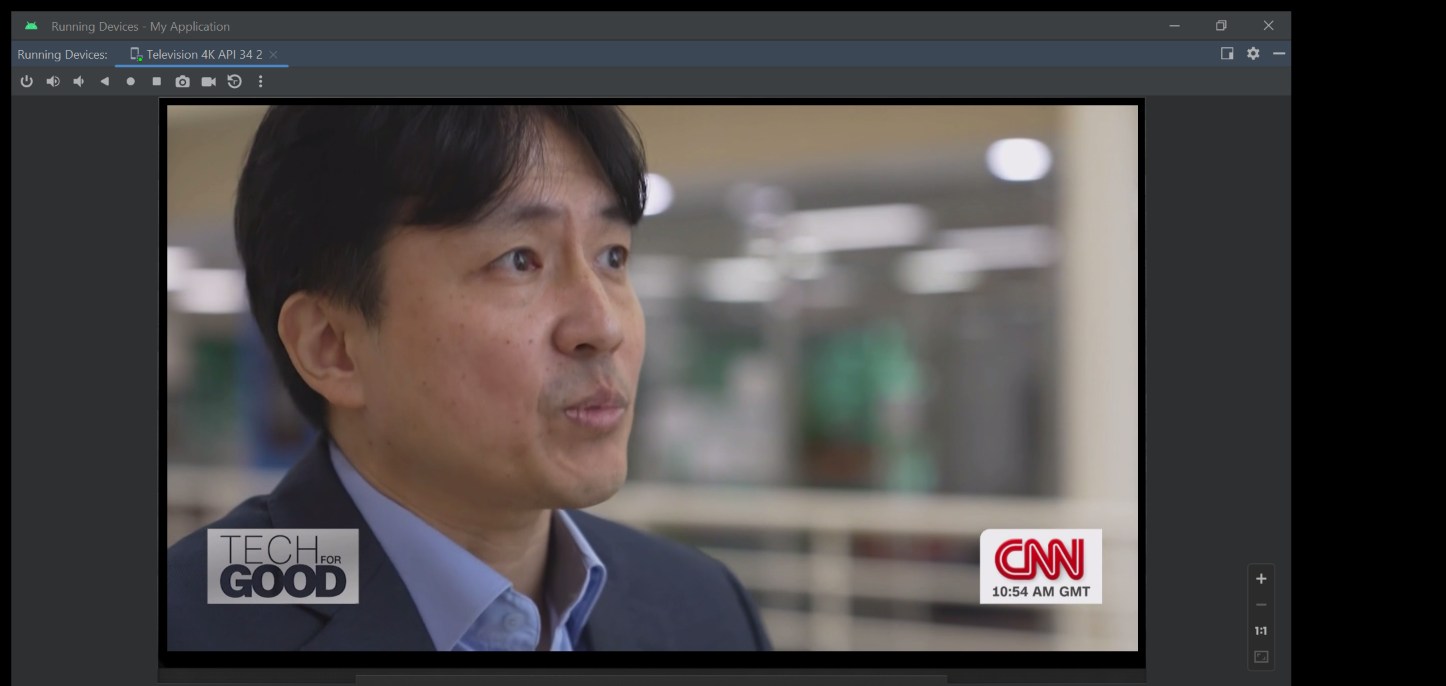 Running Devices - My Application
Running Devices:
Television 4K API 34 2
TECH FOR
GOOD
CNN
10:54 AM GMT
1:1